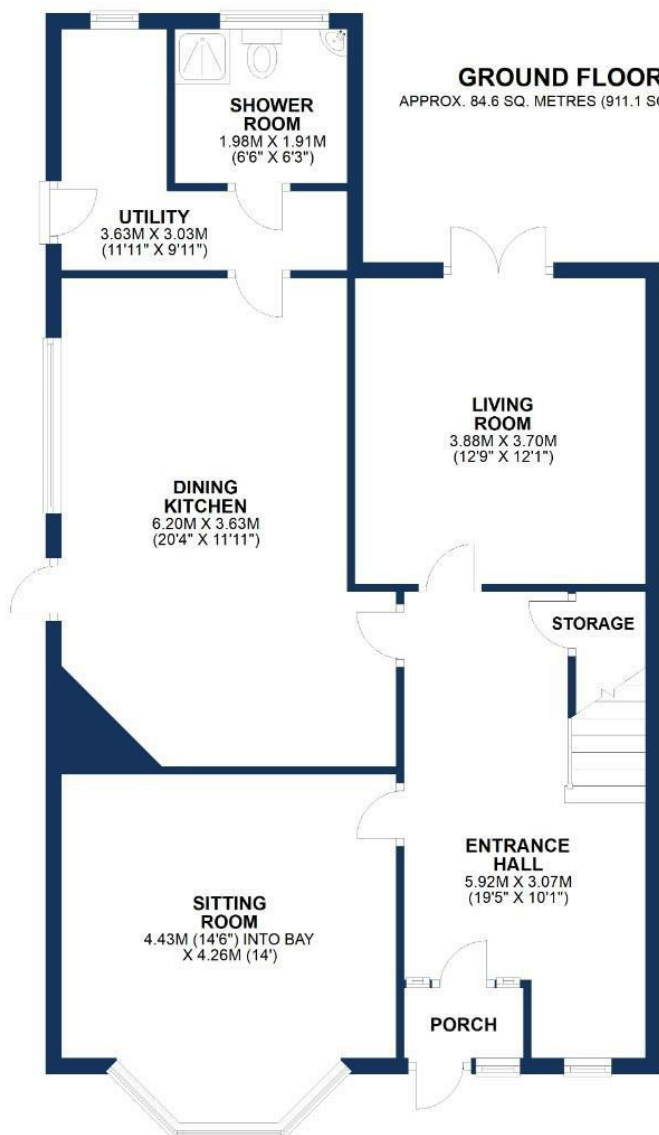 GROUND FLOOR
APPROX. 84.6 SQ. METRES (911.1
SHOWER
ROOM
1.98M X 1.91M
(6'6" X 6'3")
UTILITY
3.63M X 3.03M
(11'11" X 9'11")
LIVING
ROOM
3.88M X 3.70M
(12'9" X 12'1")
DINING
KITCHEN
6.20M X 3.63M
(20'4" X 11'11")
STORAGE
ENTRANCE
HALL
5.92M X 3.07M
(19'5" X 10'1")
SITTING
ROOM
4.43M (14'6") INTO BAY
X 4.26M (14')
PORCH